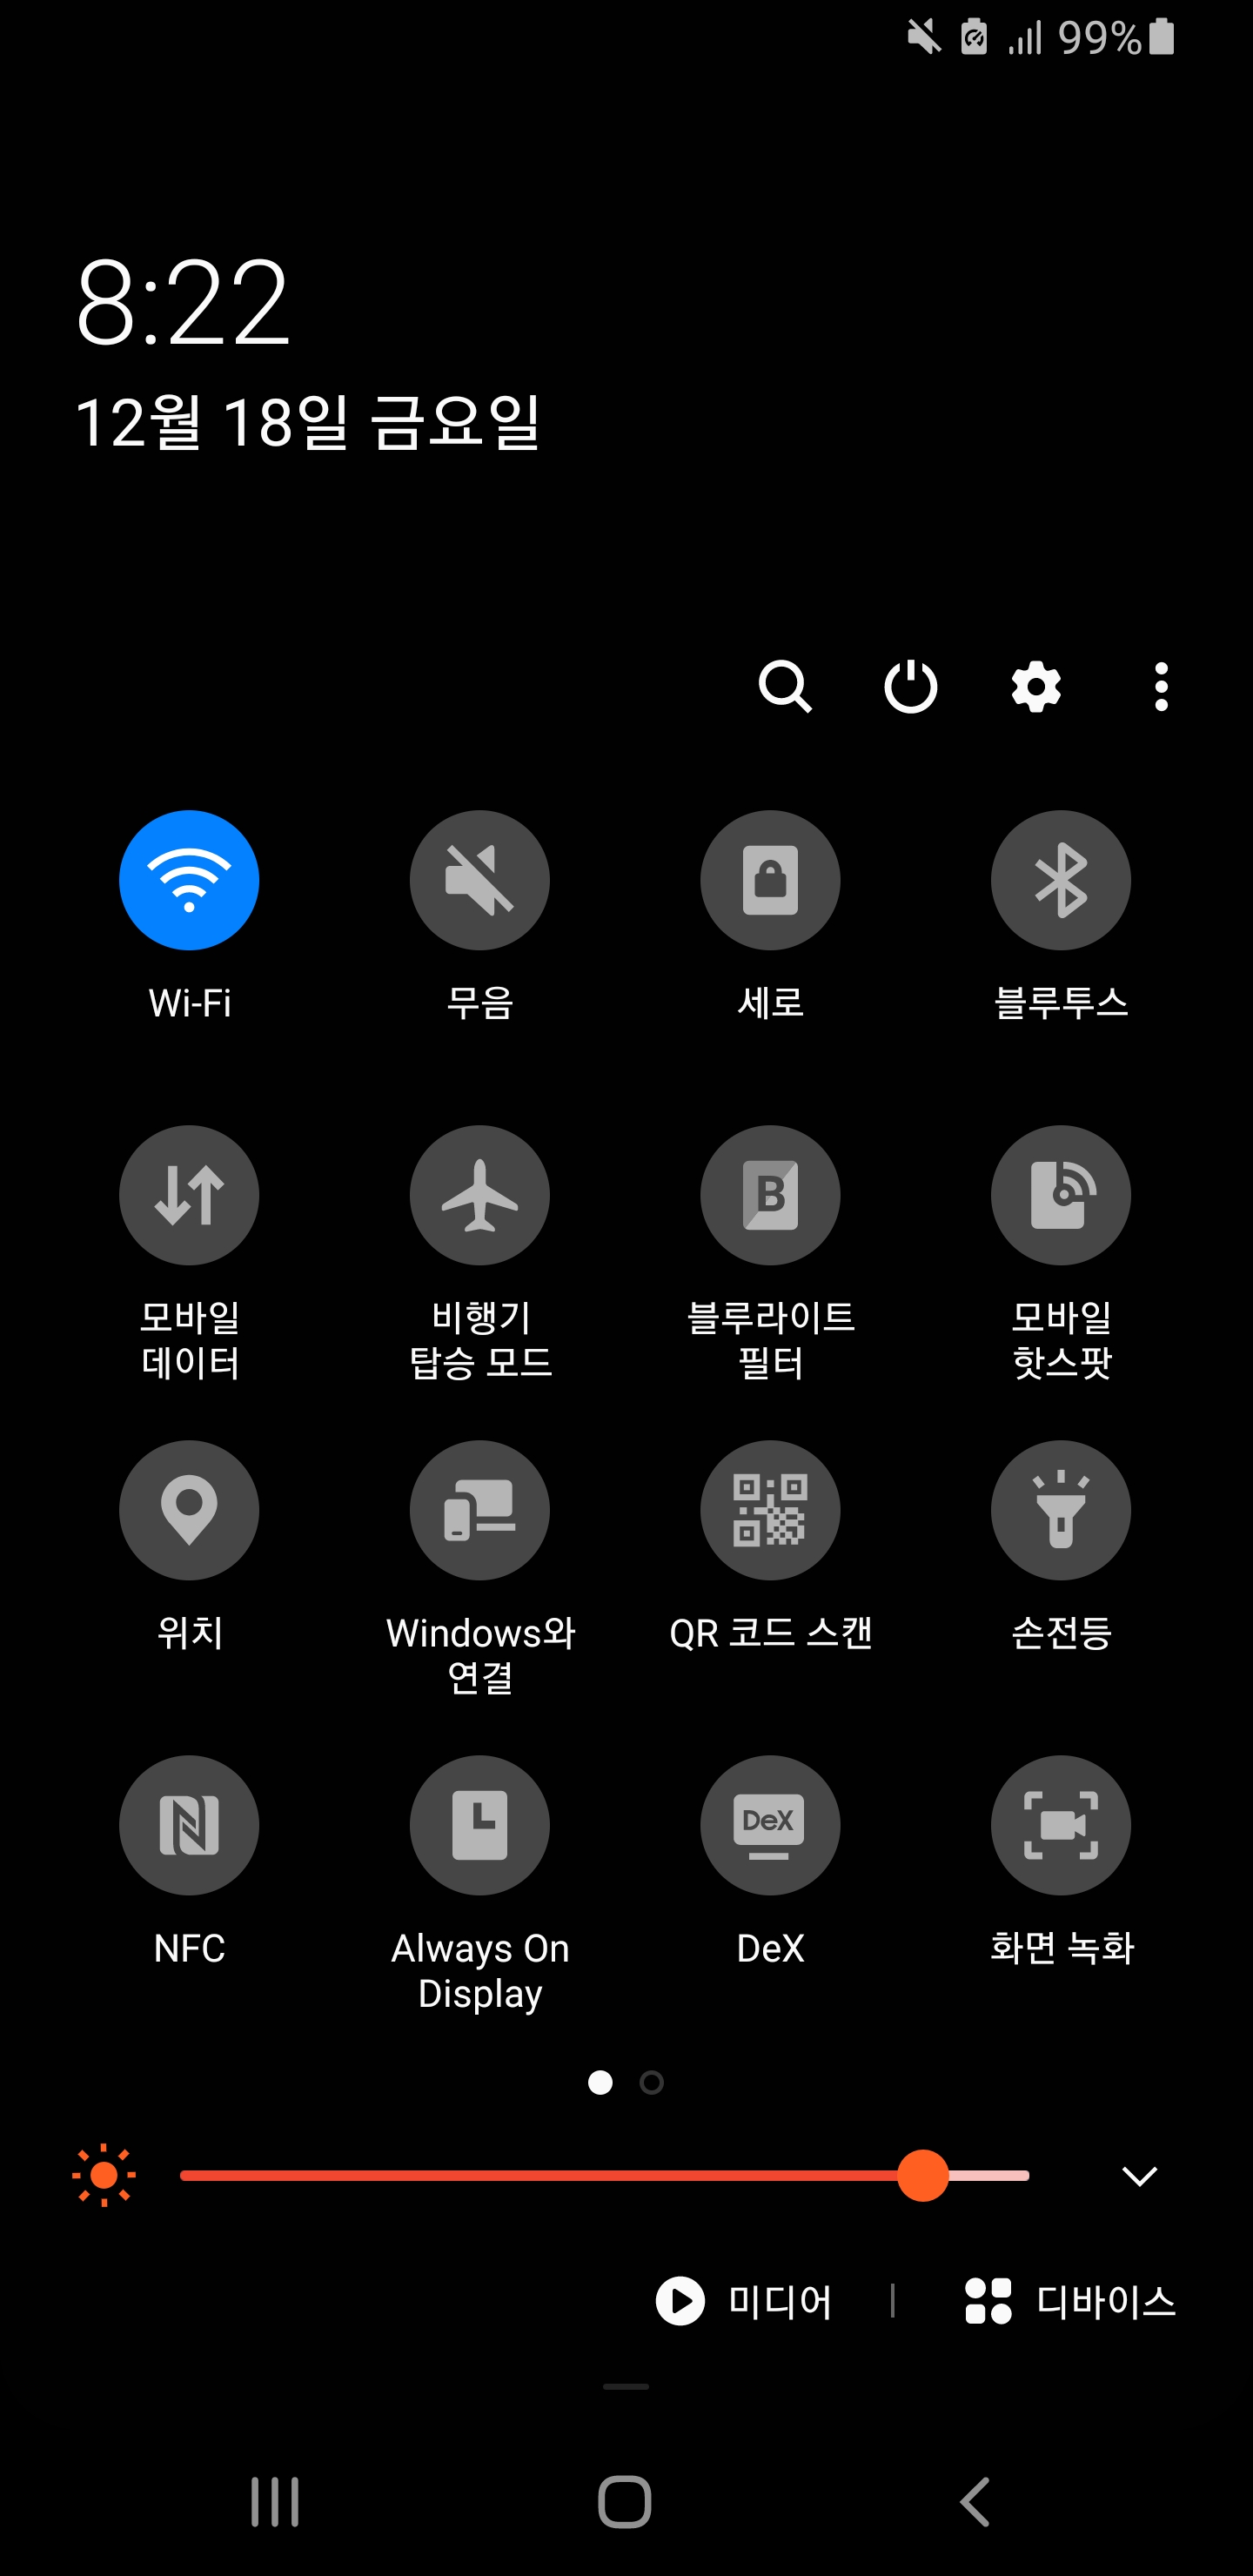 99%
8:22
12월 18일 금요일
Wi-Fi
무음
세로
블루투스
모바일
데이터
비행기
탑승 모드
B
블루라이트
필터
모바일
핫스팟
위치
Windows와
연결
QR 코드 스캔
손전등
NFC
Always On
Display
DeX
DeX
화면 녹화
미디어
디바이스